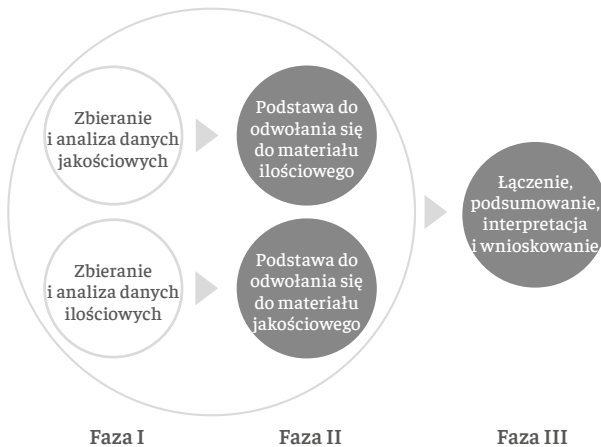 Zbieranie
i analiza danych
jakościowych
Podstawa do
odwołania się
do materiału
ilościowego
Łączenie,
podsumowanie,
interpretacja
i wnioskowanie
Zbieranie
i analiza danych
ilościowych
Podstawa do
odwołania się
do materiału
jakościowego
Faza I
Faza II
Faza III